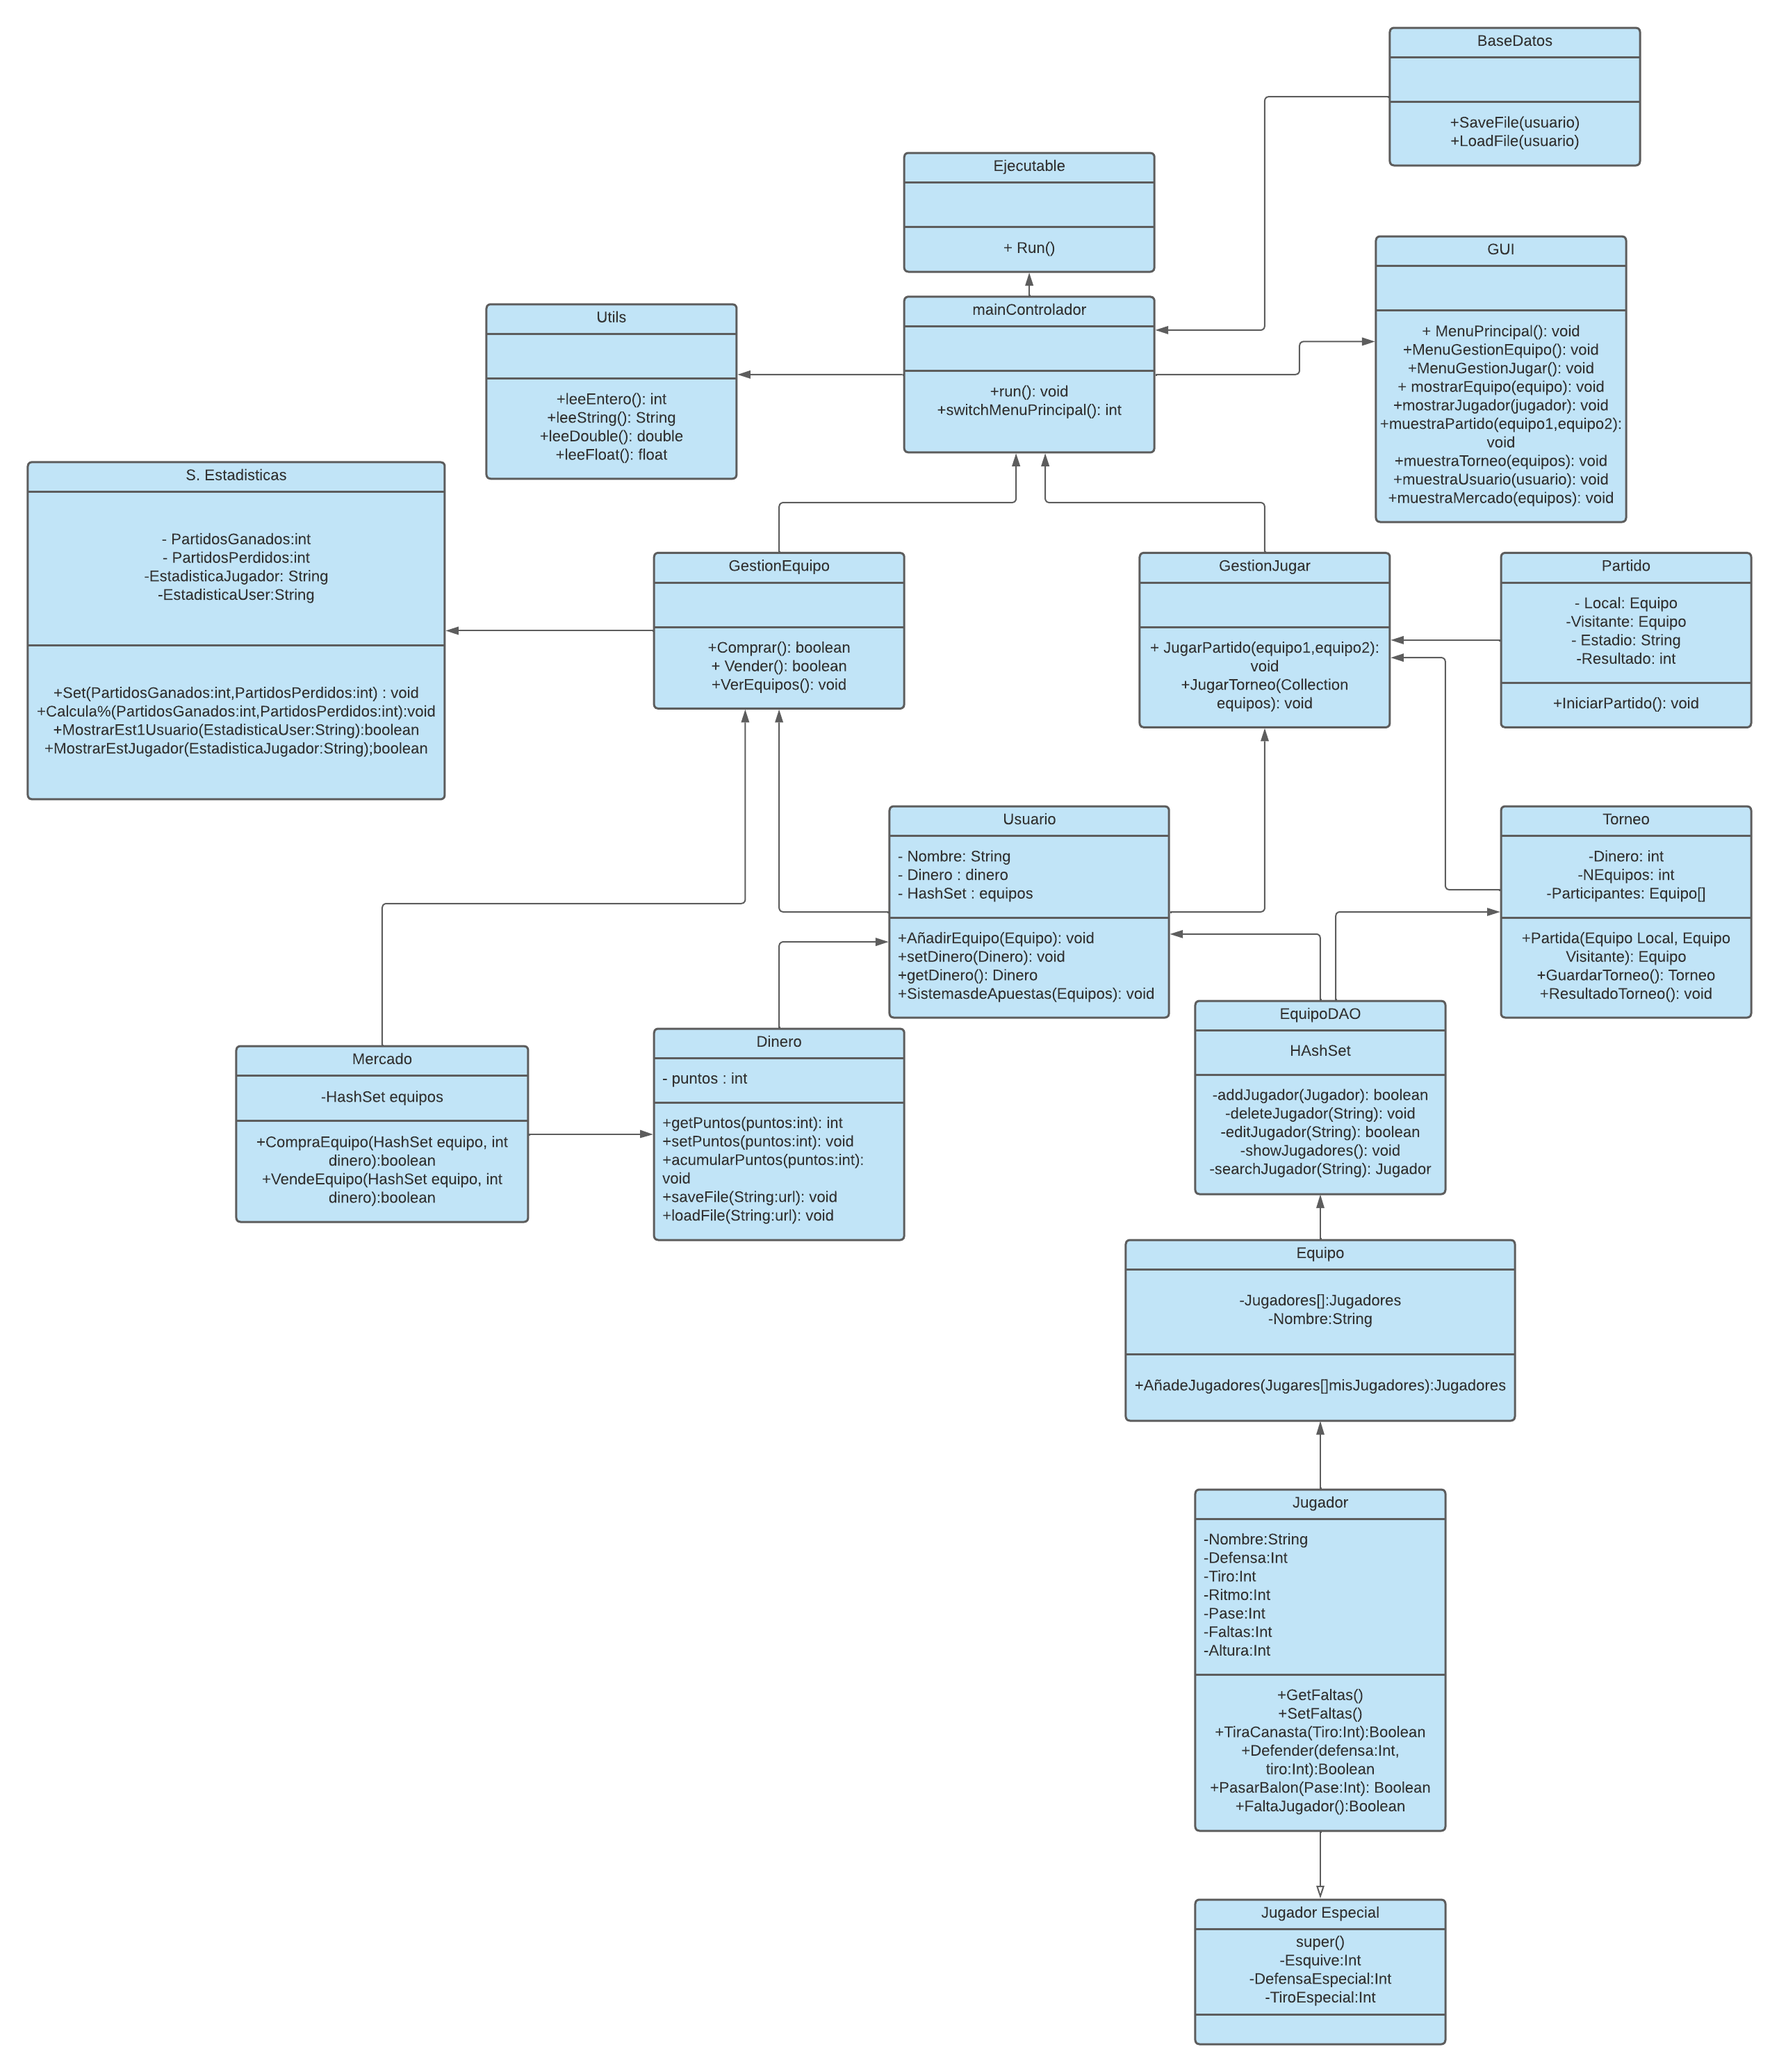 BaseDatos
+SaveFile(usuario)
+LoadFile(usuario)
Ejecutable
+ Run()
GUI
+ MenuPrincipal(): void
+MenuGestionEquipo(): void
+MenuGestionJugar(): void
+ mostrarEquipo(equipo): void
+mostrarJugador(jugador): void
+muestraPartido(equipo1,equipo2):
void
+muestraTorneo(equipos): void
+muestraUsuario(usuario): void
+muestraMercado(equipos): void
mainControlador
+run(): void
+switchMenuPrincipal(): int
Utils
+leeEntero(): int
+leeString(): String
+leeDouble(): double
+leeFloat(): float
S. Estadisticas
- PartidosGanados:int
- PartidosPerdidos:int
-EstadisticaJugador: String
-EstadisticaUser:String
+Set(PartidosGanados:int,PartidosPerdidos:int) : void
+Calcula%(PartidosGanados:int,PartidosPerdidos:int):void
+MostrarEst1Usuario(EstadisticaUser:String):boolean
+MostrarEstJugador(EstadisticaJugador:String);boolean
GestionEquipo
+Comprar(): boolean
+ Vender(): boolean
+VerEquipos(): void
GestionJugar
+ JugarPartido(equipo1,equipo2):
void
+JugarTorneo(Collection
equipos): void
Partido
- Local: Equipo
-Visitante: Equipo
- Estadio: String
-Resultado: int
+IniciarPartido(): void
Usuario
- Nombre: String
- Dinero : dinero
- HashSet : equipos
+AñadirEquipo(Equipo): void
+setDinero(Dinero): void
+getDinero(): Dinero
+SistemasdeApuestas(Equipos): void
Torneo
-Dinero: int
-NEquipos: int
-Participantes: Equipo[]
+Partida(Equipo Local, Equipo
Visitante): Equipo
+GuardarTorneo(): Torneo
+ResultadoTorneo(): void
Mercado
-HashSet equipos
+CompraEquipo(HashSet equipo, int
dinero):boolean
+VendeEquipo(HashSet equipo, int
dinero):boolean
Dinero
- puntos : int
+getPuntos(puntos:int): int
+setPuntos(puntos:int): void
+acumularPuntos(puntos:int):
void
+saveFile(String:url): void
+loadFile(String:url): void
EquipoDAO
HAshSet
-addJugador(Jugador): boolean
-deleteJugador(String): void
-editJugador(String): boolean
-showJugadores(): void
-searchJugador(String): Jugador
Equipo
-Jugadores[]:Jugadores
-Nombre:String
+AñadeJugadores(Jugares[]misJugadores):Jugadores
Jugador
-Nombre:String
-Defensa:Int
-Tiro:Int
-Ritmo:Int
-Pase:Int
-Faltas:Int
-Altura:Int
+GetFaltas()
+SetFaltas()
+TiraCanasta(Tiro:Int):Boolean
+Defender(defensa:Int,
tiro:Int):Boolean
+PasarBalon(Pase:Int): Boolean
+FaltaJugador():Boolean
Jugador Especial
super()
-Esquive:Int
-DefensaEspecial:Int
-TiroEspecial:Int